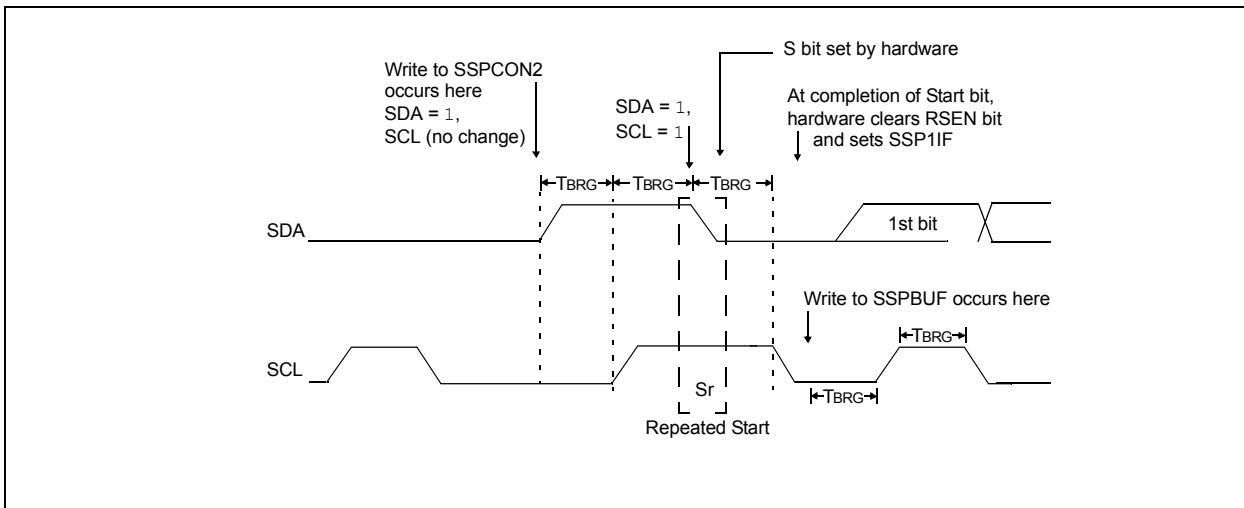 S bit set by hardware
Write to SSPCON2
occurs here
SDA = 1,
SCL (no change)
SDA = 1,
SCL = 1
At completion of Start bit,
hardware clears RSEN bit
and sets SSP1IF
TBRG
TBRG
TBRG
SDA
1st bit
Write to SSPBUF occurs here
TBRG
SCL
Sr
TBRG
Repeated Start